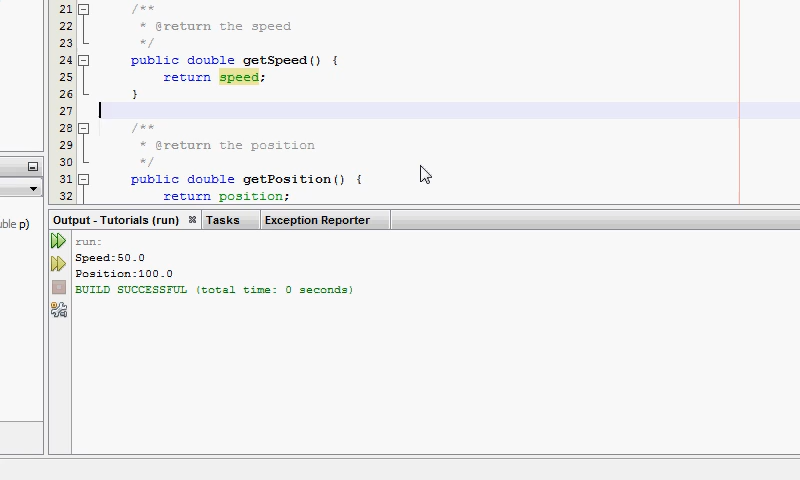 21 /**
22 * @return the speed
23 */
24 public double getSpeed() {
25 return speed;
26 }
27
28 /**
29 * @return the position
30 */
31 public double getPosition() {
32 return position;
uble p)
Output - Tutorials (run) Tasks Exception Reporter
run:
Speed:50.0
Position:100.0
BUILD SUCCESSFUL (total time: 0 seconds)